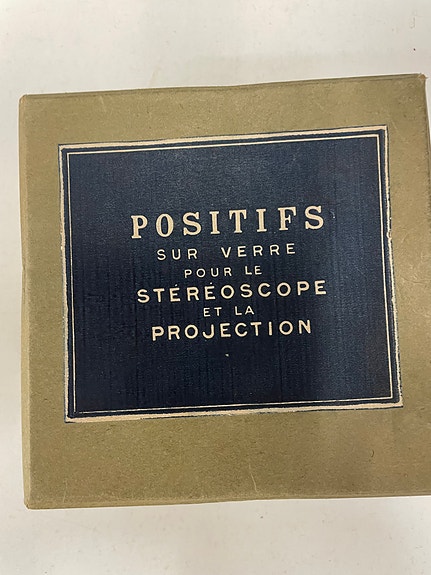 POSITIFS
SUR VERRE
POUR LE
STÉRÉOSCOPE
ET LA
PROJECTION